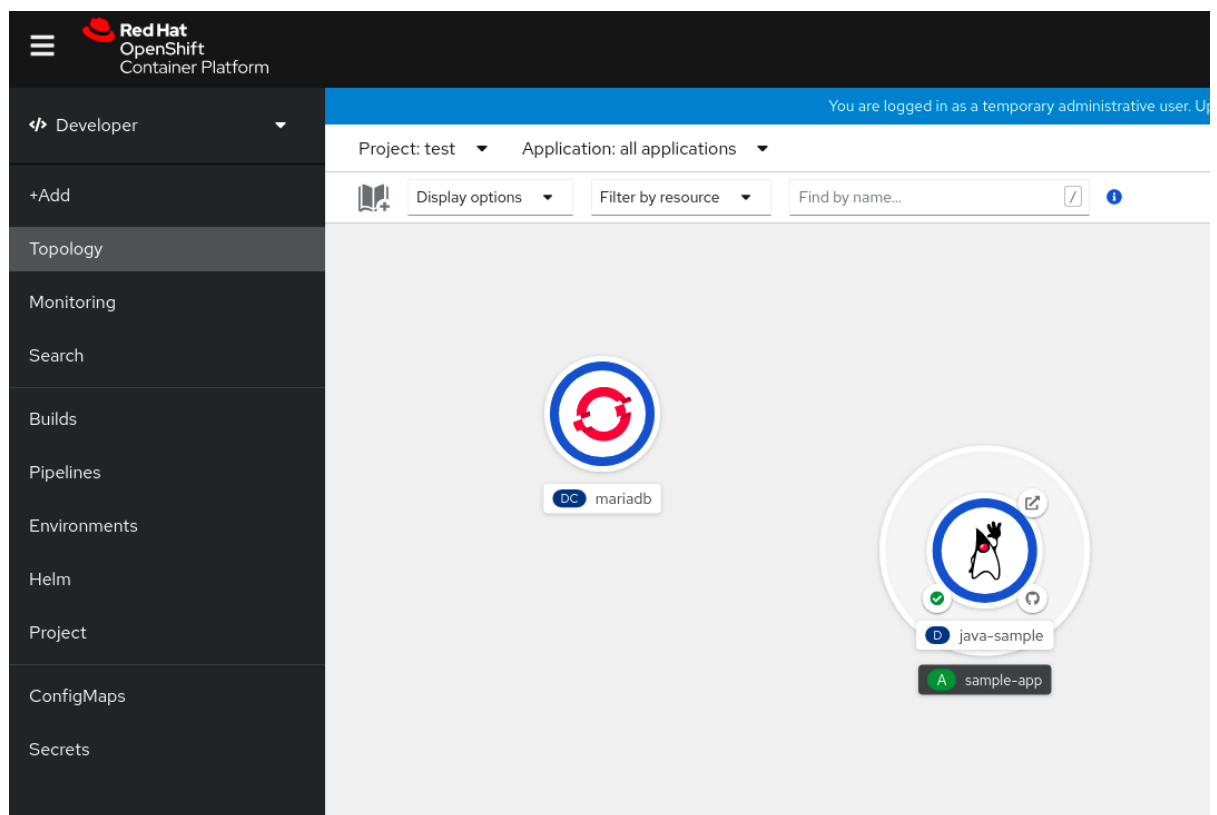 Red Hat
OpenShift
Container Platform
Developer
You are logged in as a temporary administrative user.
Project: test
Application: all applications
+Add
Display options
Filter by resource
Find by name...
/
Topology
Monitoring
Search
Builds
Pipelines
Environments
Helm
Project
ConfigMaps
Secrets
DC mariadb
D java-sample
A sample-app